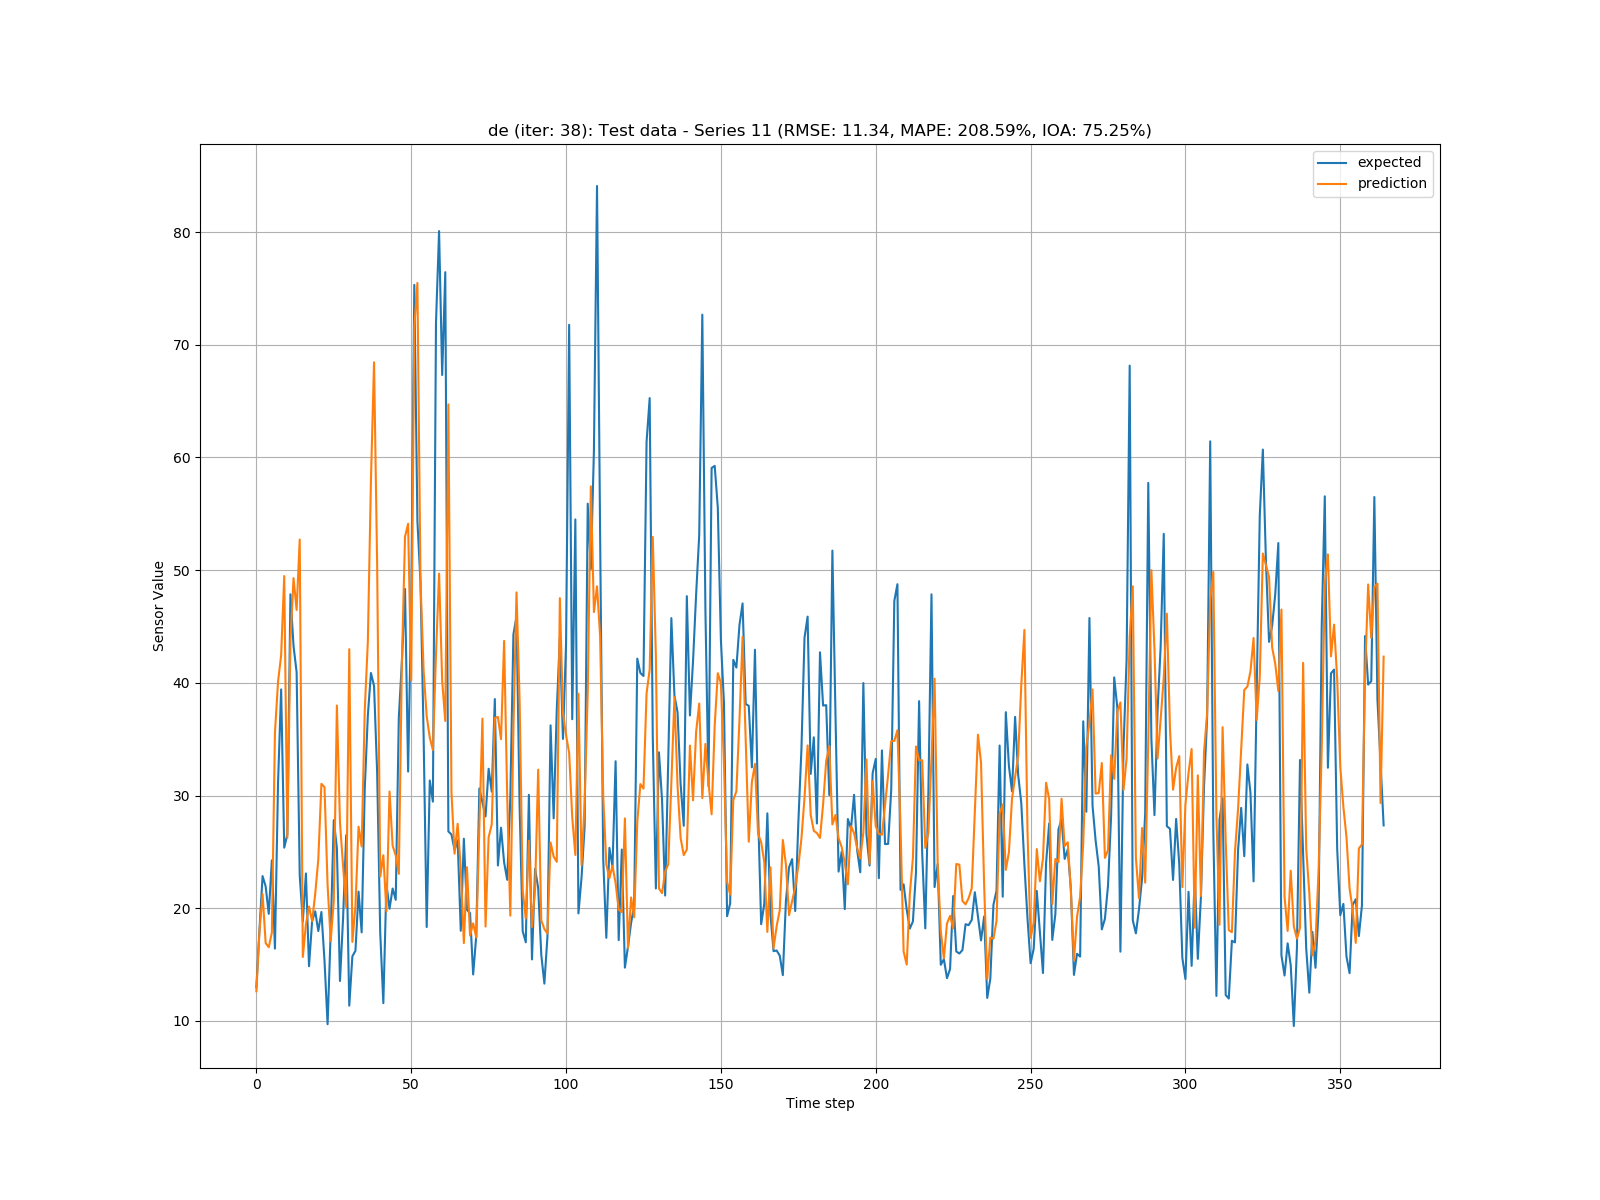 de (iter: 38): Test data - Series 11 (RMSE: 11.34, MAPE: 208.59%, IOA: 75.25%)
expected
prediction
80
70
60
50
40
30
20
10
Sensor Value
0 50 100 150 200 250 300 350
Time step